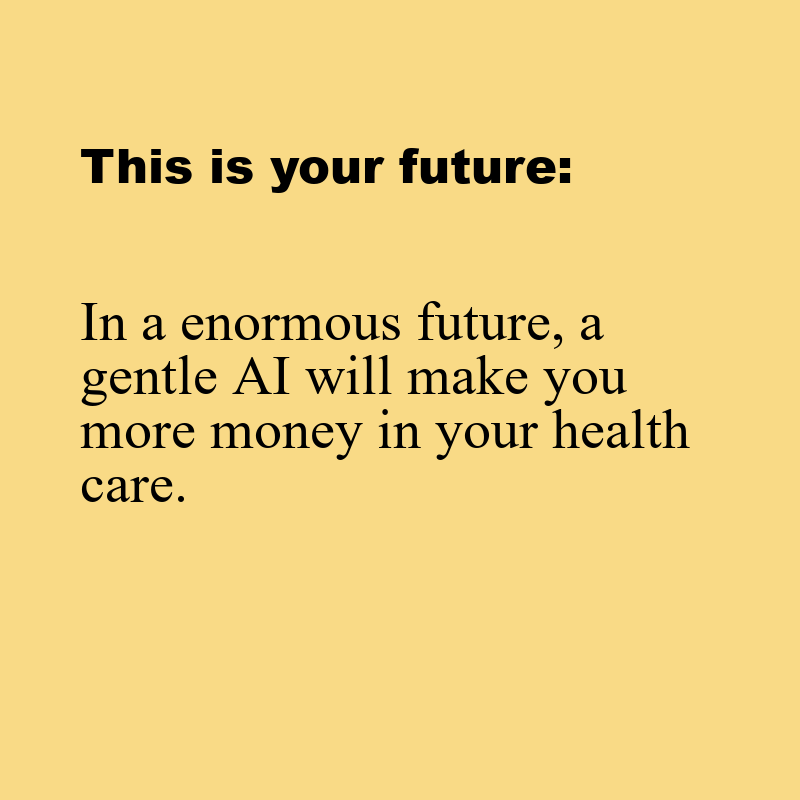 This is your future:
In a enormous future, a
gentle AI will make you
more money in your health
care.